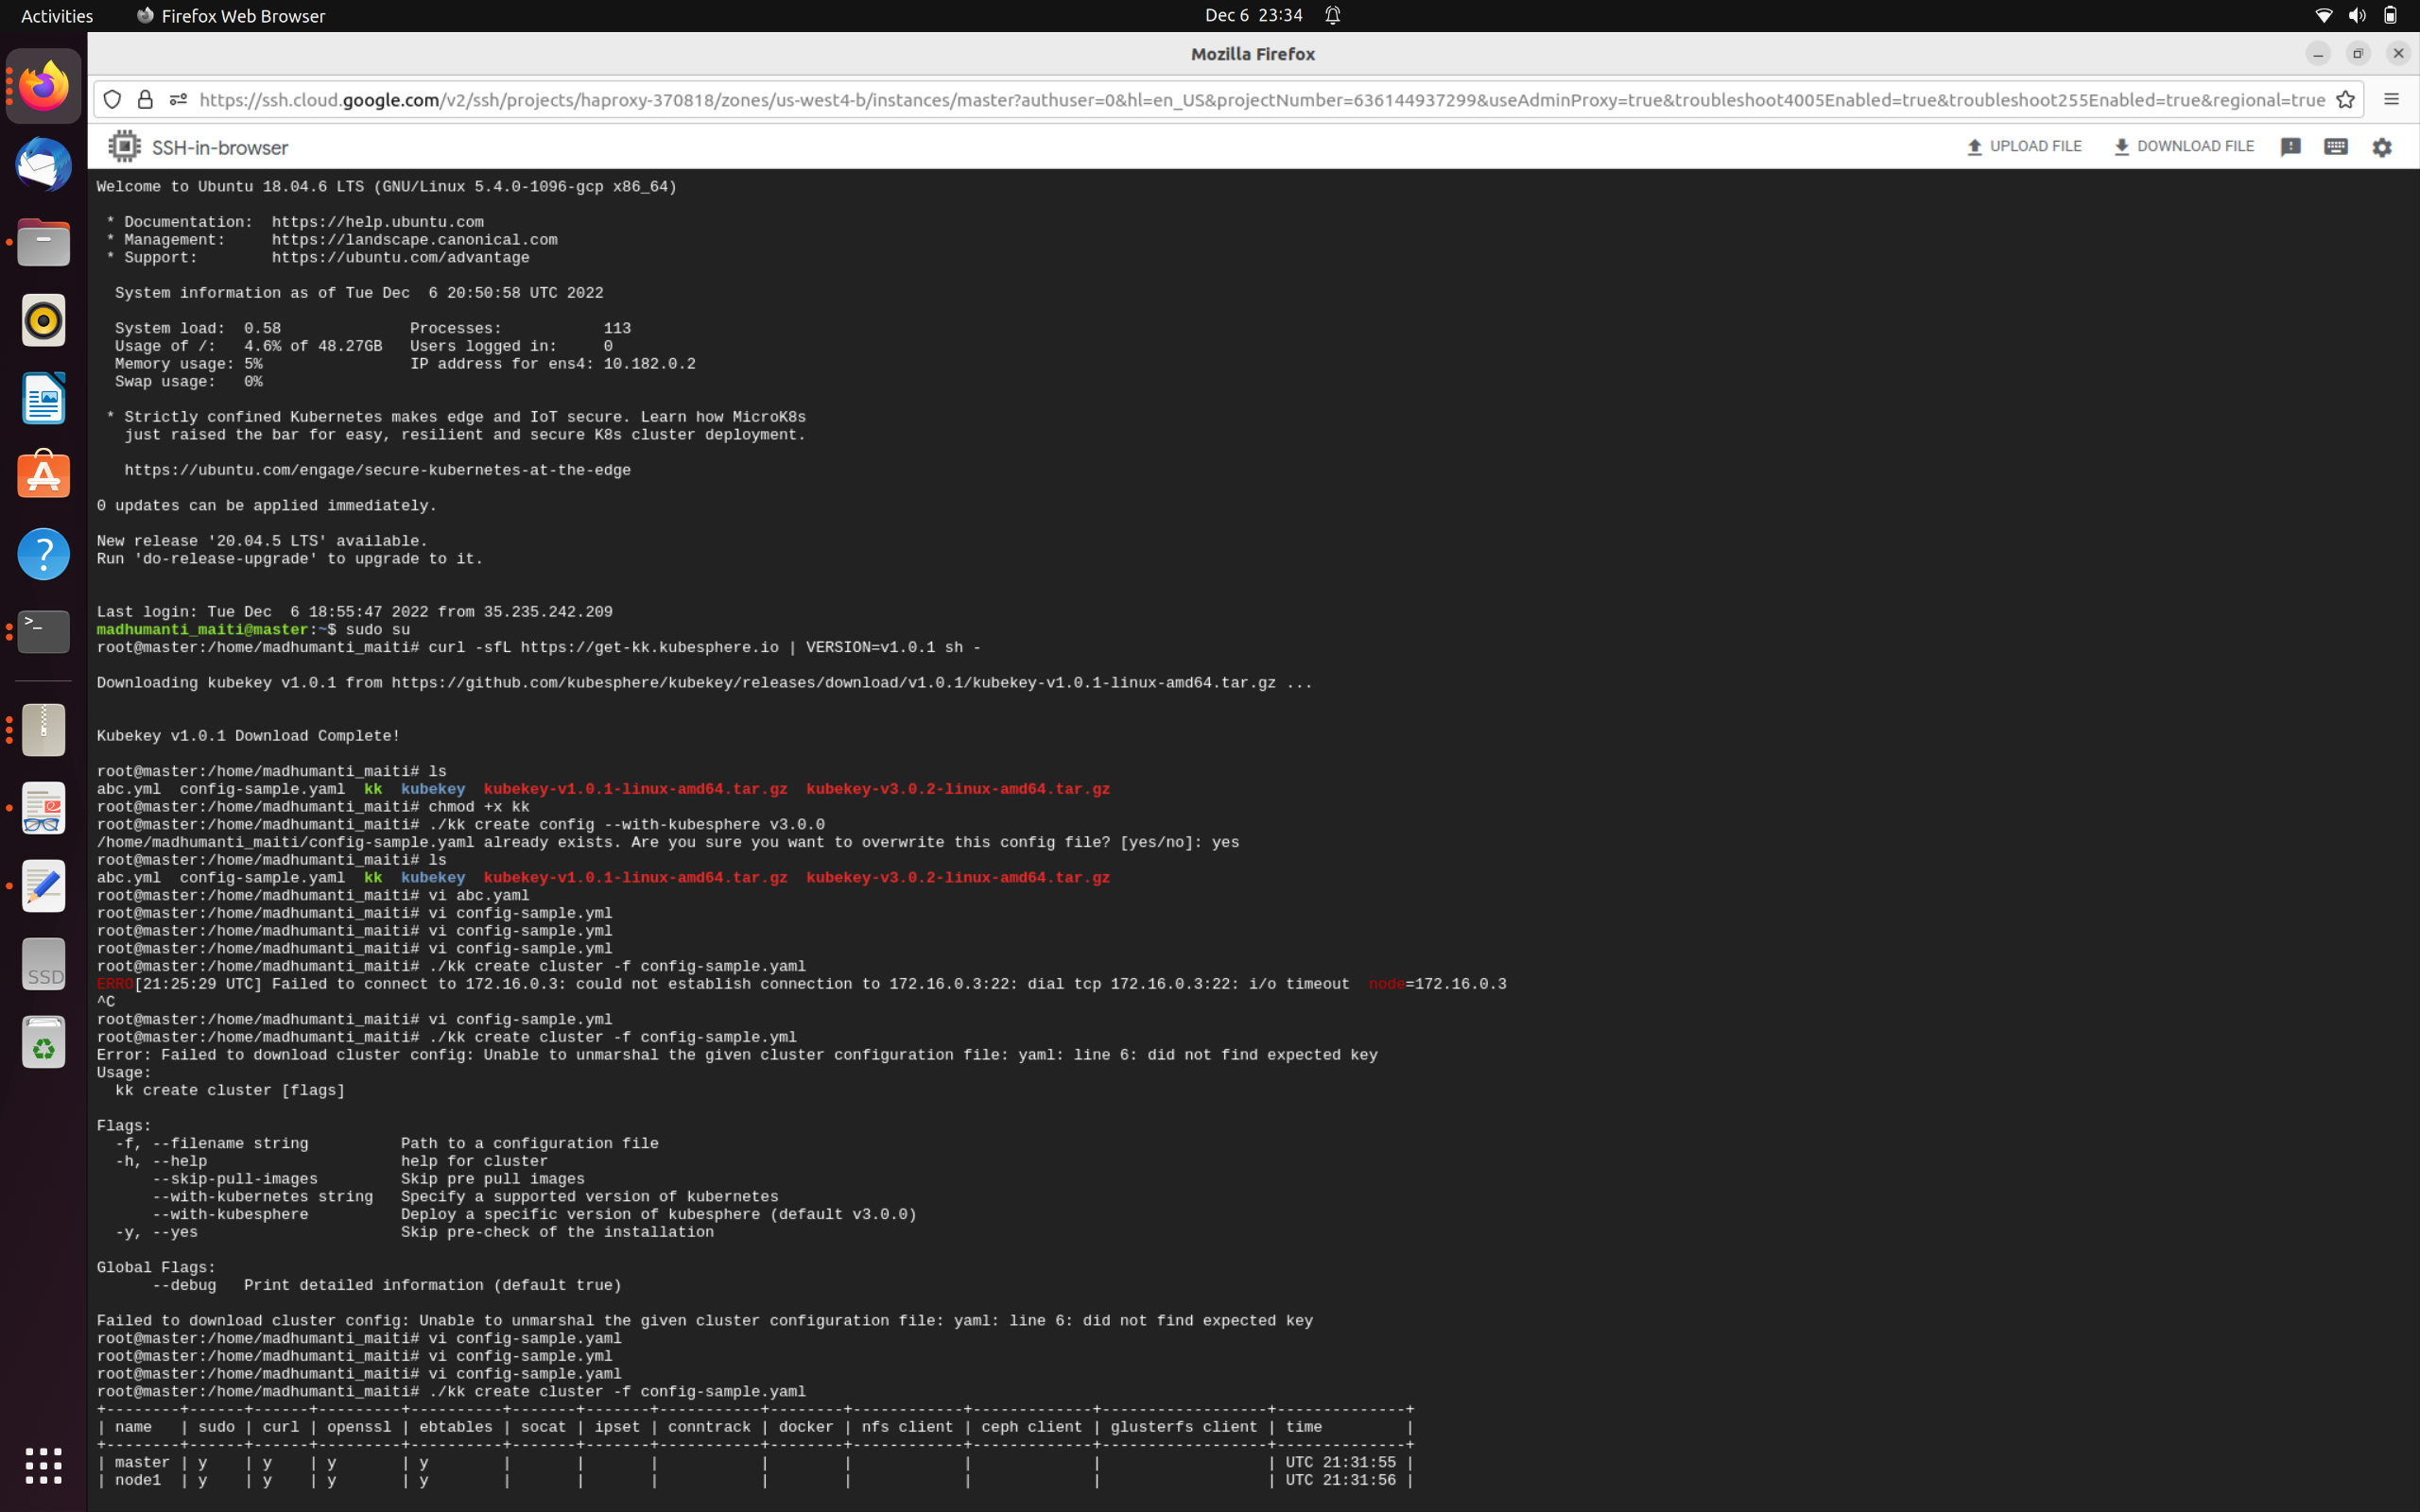 Activities Firefox Web Browser Dec 6 23:34
Mozilla Firefox
https://ssh.cloud.google.com/v2/ssh/projects/haproxy-370818/zones/us-west4-b/instances/master?authuser=0&hl=en_US&projectNumber=636144937299&useAdminProxy=true&troubleshoot4005Enabled=true&troubleshoot255Enabled=true&regional=true
SSH-in-browser UPLOAD FILE DOWNLOAD FILE
Welcome to Ubuntu 18.04.6 LTS (GNU/Linux 5.4.0-1096-gcp x86_64)
* Documentation:  https://help.ubuntu.com
* Management:     https://landscape.canonical.com
* Support:        https://ubuntu.com/advantage
System information as of Tue Dec  6 20:50:58 UTC 2022
System load:  0.58              Processes:           113
Usage of /:   4.6% of 48.27GB   Users logged in:     0
Memory usage: 5%                IP address for ens4: 10.182.0.2
Swap usage:   0%
* Strictly confined Kubernetes makes edge and IoT secure. Learn how MicroK8s
just raised the bar for easy, resilient and secure K8s cluster deployment.
https://ubuntu.com/engage/secure-kubernetes-at-the-edge
0 updates can be applied immediately.
New release '20.04.5 LTS' available.
Run 'do-release-upgrade' to upgrade to it.
Last login: Tue Dec  6 18:55:47 2022 from 35.235.242.209
madhumanti_maiti@master:~$ sudo su
root@master:/home/madhumanti_maiti# curl -sfL https://get-kk.kubesphere.io | VERSION=v1.0.1 sh -
Downloading kubekey v1.0.1 from https://github.com/kubesphere/kubekey/releases/download/v1.0.1/kubekey-v1.0.1-linux-amd64.tar.gz ...
Kubekey v1.0.1 Download Complete!
root@master:/home/madhumanti_maiti# ls
abc.yml  config-sample.yaml  kk  kubekey  kubekey-v1.0.1-linux-amd64.tar.gz  kubekey-v3.0.2-linux-amd64.tar.gz
root@master:/home/madhumanti_maiti# chmod +x kk
root@master:/home/madhumanti_maiti# ./kk create config --with-kubesphere v3.0.0
/home/madhumanti_maiti/config-sample.yaml already exists. Are you sure you want to overwrite this config file? [yes/no]: yes
root@master:/home/madhumanti_maiti# ls
abc.yml  config-sample.yaml  kk  kubekey  kubekey-v1.0.1-linux-amd64.tar.gz  kubekey-v3.0.2-linux-amd64.tar.gz
root@master:/home/madhumanti_maiti# vi abc.yaml
root@master:/home/madhumanti_maiti# vi config-sample.yml
root@master:/home/madhumanti_maiti# vi config-sample.yml
root@master:/home/madhumanti_maiti# vi config-sample.yml
root@master:/home/madhumanti_maiti# ./kk create cluster -f config-sample.yaml
ERRO[21:25:29 UTC] Failed to connect to 172.16.0.3: could not establish connection to 172.16.0.3:22: dial tcp 172.16.0.3:22: i/o timeout  node=172.16.0.3
^C
root@master:/home/madhumanti_maiti# vi config-sample.yml
root@master:/home/madhumanti_maiti# ./kk create cluster -f config-sample.yml
Error: Failed to download cluster config: Unable to unmarshal the given cluster configuration file: yaml: line 6: did not find expected key
Usage:
kk create cluster [flags]
Flags:
-f, --filename string          Path to a configuration file
-h, --help                     help for cluster
--skip-pull-images         Skip pre pull images
--with-kubernetes string   Specify a supported version of kubernetes
--with-kubesphere          Deploy a specific version of kubesphere (default v3.0.0)
-y, --yes                      Skip pre-check of the installation
Global Flags:
--debug   Print detailed information (default true)
Failed to download cluster config: Unable to unmarshal the given cluster configuration file: yaml: line 6: did not find expected key
root@master:/home/madhumanti_maiti# vi config-sample.yaml
root@master:/home/madhumanti_maiti# vi config-sample.yml
root@master:/home/madhumanti_maiti# vi config-sample.yaml
root@master:/home/madhumanti_maiti# ./kk create cluster -f config-sample.yaml
+--------+------+------+---------+----------+-------+-------+-----------+--------+------------+-------------+------------------+--------------+
| name   | sudo | curl | openssl | ebtables | socat | ipset | conntrack | docker | nfs client | ceph client | glusterfs client | time         |
+--------+------+------+---------+----------+-------+-------+-----------+--------+------------+-------------+------------------+--------------+
| master | y    | y    | y       | y        |       |       |           |        |            |             |                  | UTC 21:31:55 |
| node1  | y    | y    | y       | y        |       |       |           |        |            |             |                  | UTC 21:31:56 |
SSD